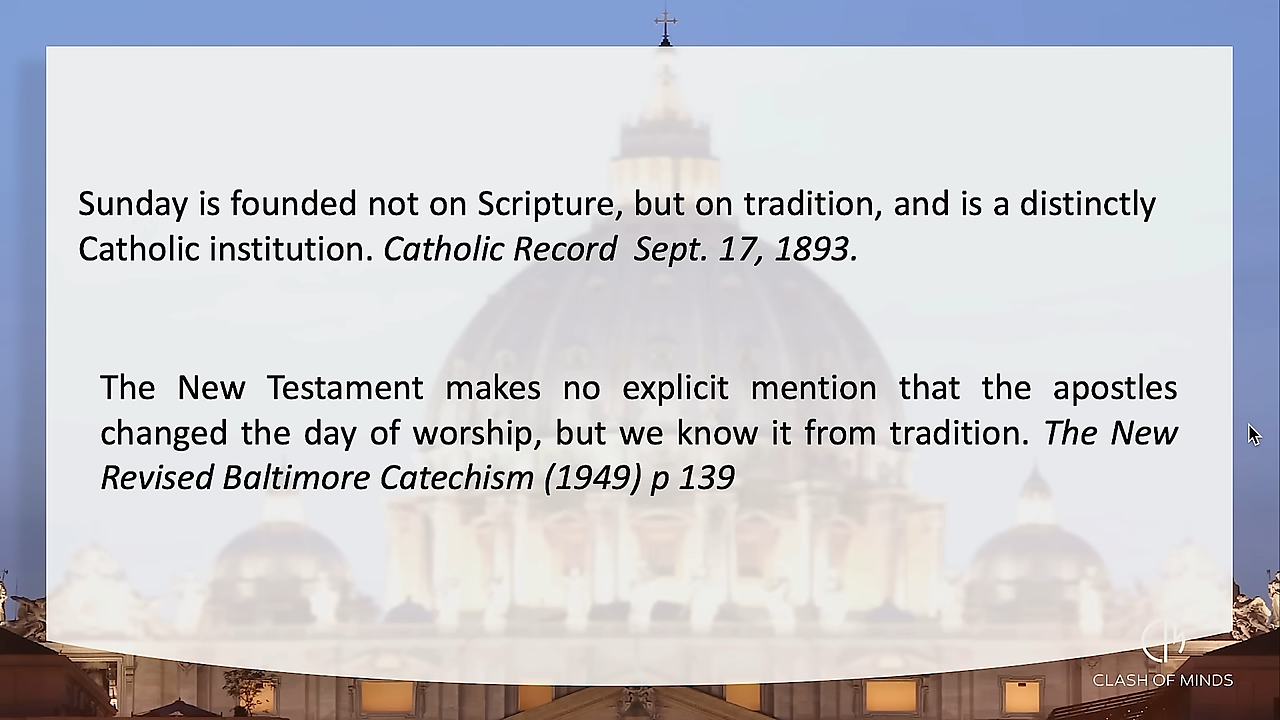 Sunday is founded not on Scripture, but on tradition, and is a distinctly
Catholic institution. Catholic Record  Sept. 17, 1893.
The New Testament makes no explicit mention that the apostles
changed the day of worship, but we know it from tradition. The New
Revised Baltimore Catechism (1949) p 139
CLASH OF MINDS